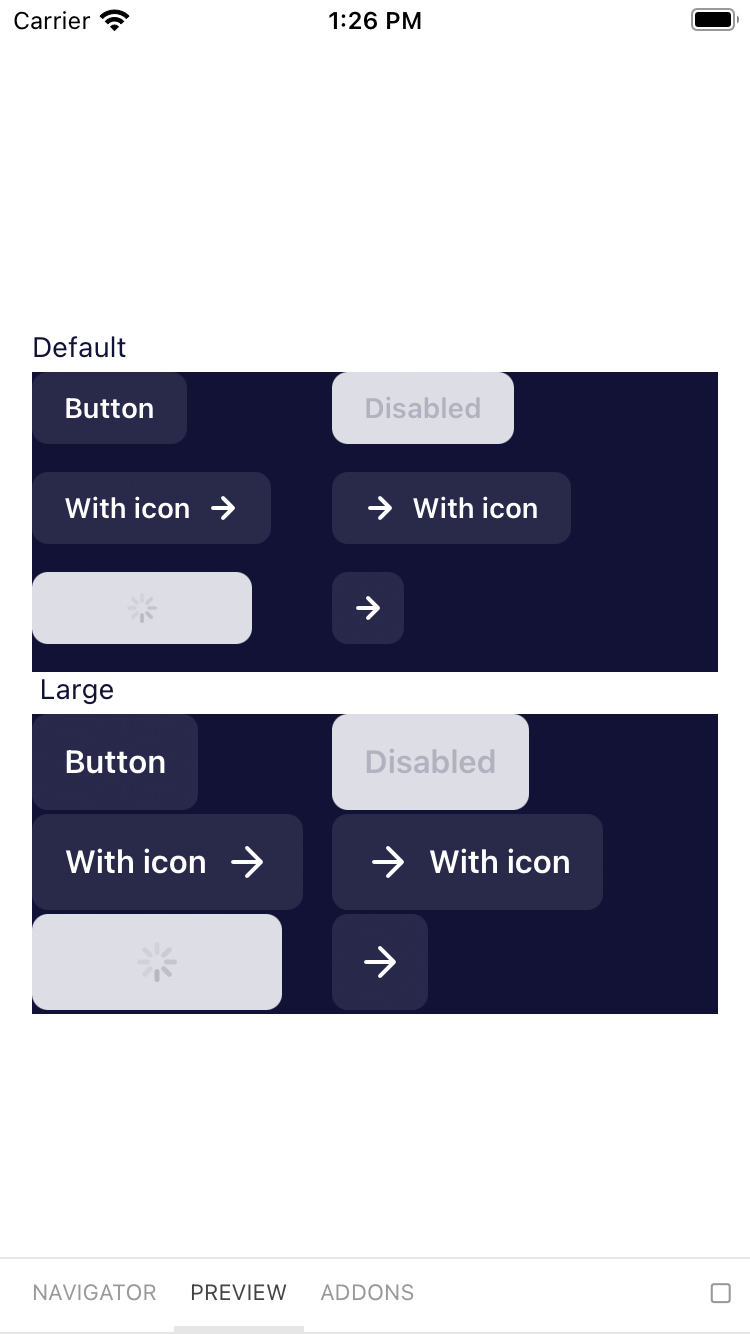 Carrier 1:26 PM
Default
Button Disabled
With icon With icon
Large
Button Disabled
With icon With icon
NAVIGATOR PREVIEW ADDONS